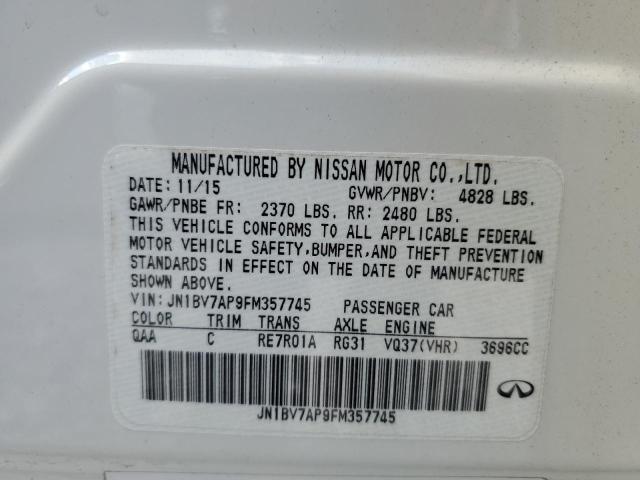 MANUFACTURED BY NISSAN MOTOR CO.,LTD.
DATE: 11/15 GVWR/PNBV: 4828 LBS.
GAWR/PNBE FR: 2370 LBS. RR: 2480 LBS.
THIS VEHICLE CONFORMS TO ALL APPLICABLE FEDERAL
MOTOR VEHICLE SAFETY,BUMPER,AND THEFT PREVENTION
STANDARDS IN EFFECT ON THE DATE OF MANUFACTURE
SHOWN ABOVE.
VIN: JN1BV7AP9FM357745 PASSENGER CAR
COLOR TRIM TRANS AXLE ENGINE
QAA C RE7R01A RG31 VQ37(VHR) 3696CC
JN1BV7AP9FM357745